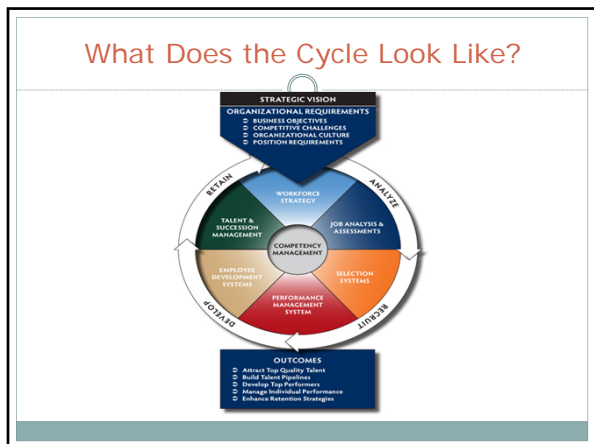 What Does the Cycle Look Like?
STRATEGIC VISION
ORGANIZATIONAL REQUIREMENTS
BUSINESS OBJECTIVES
COMPETITIVE CHALLENGES
ORGANIZATIONAL CULTURE
POSITION REQUIREMENTS
RETAIN
ANALYZE
WORKFORCE
STRATEGY
TALENT &
SUCCESSION
MANAGEMENT
JOB ANALYSIS &
ASSESSMENTS
COMPETENCY
MANAGEMENT
EMPLOYEE
DEVELOPMENT
SYSTEMS
SELECTION
SYSTEMS
PERFORMANCE
MANAGEMENT
SYSTEM
DEVELOP
RECRUIT
OUTCOMES
Attract Top Quality Talent
Build Talent Pipelines
Develop Top Performers
Manage Individual Performance
Enhance Retention Strategies